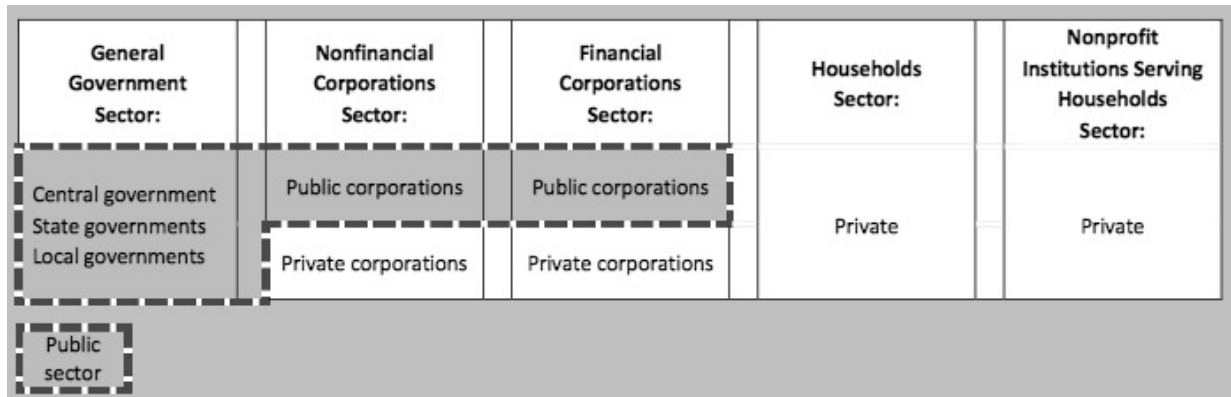 General
Government
Sector:
Nonfinancial
Corporations
Sector:
Financial
Corporations
Sector:
Households
Sector:
Nonprofit
Institutions Serving
Households
Sector:
Central government
State governments
Local governments
Public corporations
Public corporations
Private corporations
Private corporations
Private
Private
Public
sector